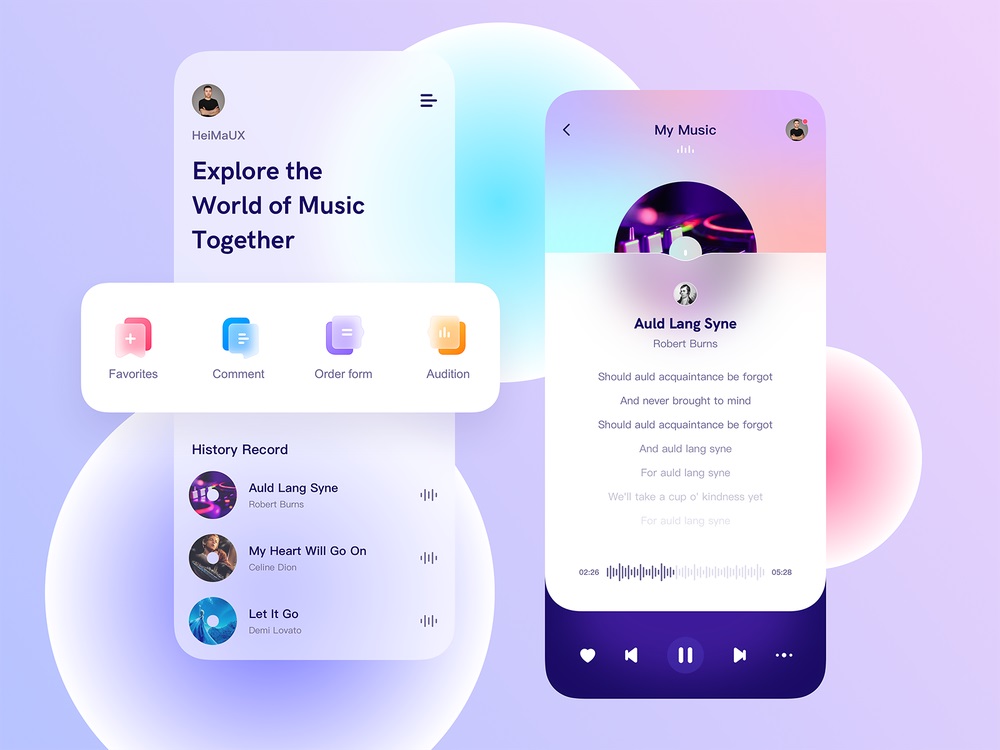 HeiMaUX
Explore the
World of Music
Together
Favorites
Comment
Order form
Audition
History Record
Auld Lang Syne
Robert Burns
My Heart Will Go On
Celine Dion
Let It Go
Demi Lovato
My Music
Auld Lang Syne
Robert Burns
Should auld acquaintance be forgot
And never brought to mind
Should auld acquaintance be forgot
And auld lang syne
For auld lang syne
We'll take a cup o' kindness yet
For auld lang syne
02:26
05:28